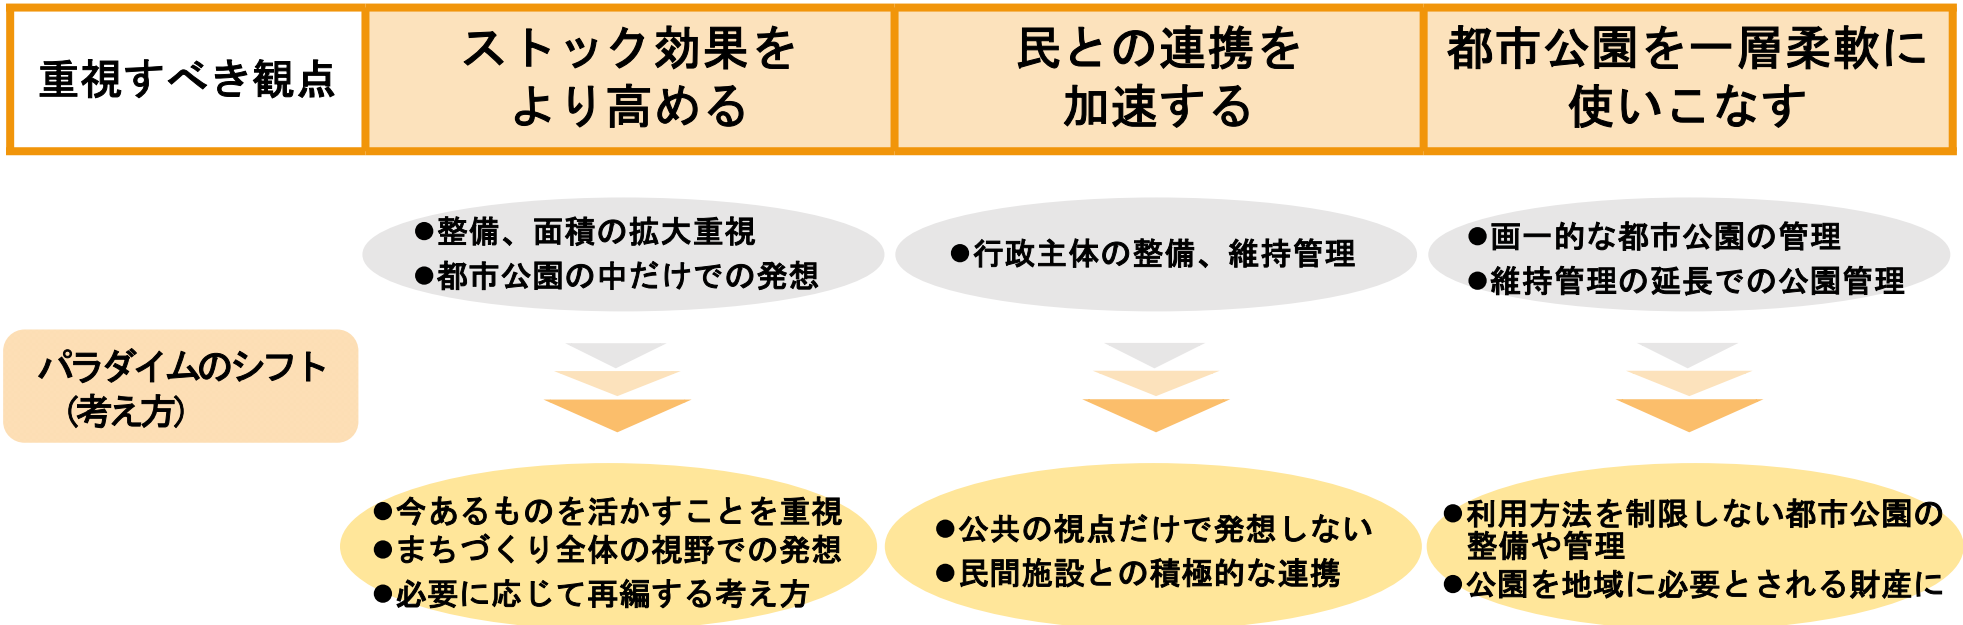 重視すべき観点
ストック効果を
より高める
民との連携を
加速する
都市公園を一層柔軟に
使いこなす
●整備、面積の拡大重視
●都市公園の中だけでの発想
●行政主体の整備、維持管理
●画一的な都市公園の管理
●維持管理の延長での公園管理
パラダイムのシフト
(考え方)
●今あるものを活かすことを重視
●まちづくり全体の視野での発想
●必要に応じて再編する考え方
●公共の視点だけで発想しない
●民間施設との積極的な連携
●利用方法を制限しない都市公園の
整備や管理
●公園を地域に必要とされる財産に